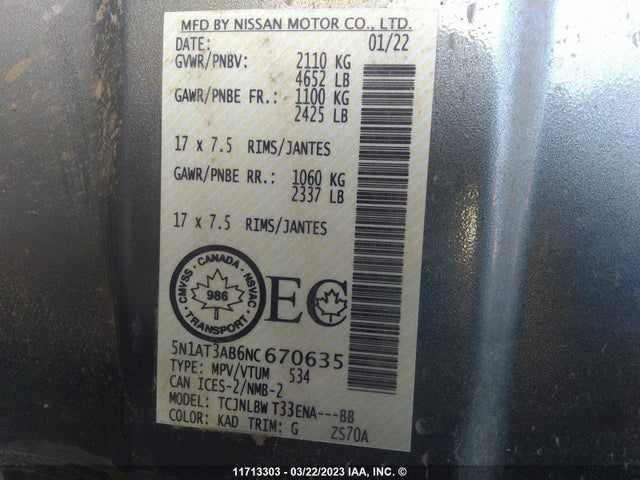 MFD BY NISSAN MOTOR CO., LTD.
DATE: 01/22
GVWR/PNBV: 2110 KG
4652 LB
GAWR/PNBE FR.: 1100 KG
2425 LB
17 x 7.5 RIMS/JANTES
GAWR/PNBE RR.: 1060 KG
2337 LB
17 x 7.5 RIMS/JANTES
CMVSS · CANADA · NSVAC
986
TRANSPORT
EC
5N1AT3AB6NC670635
TYPE: MPV/VTUM 534
CAN ICES-2/NMB-2
MODEL: TCJNLBW T33ENA---BB
COLOR: KAD TRIM: G ZS70A
11713303 - 03/22/2023 IAA, INC. ©